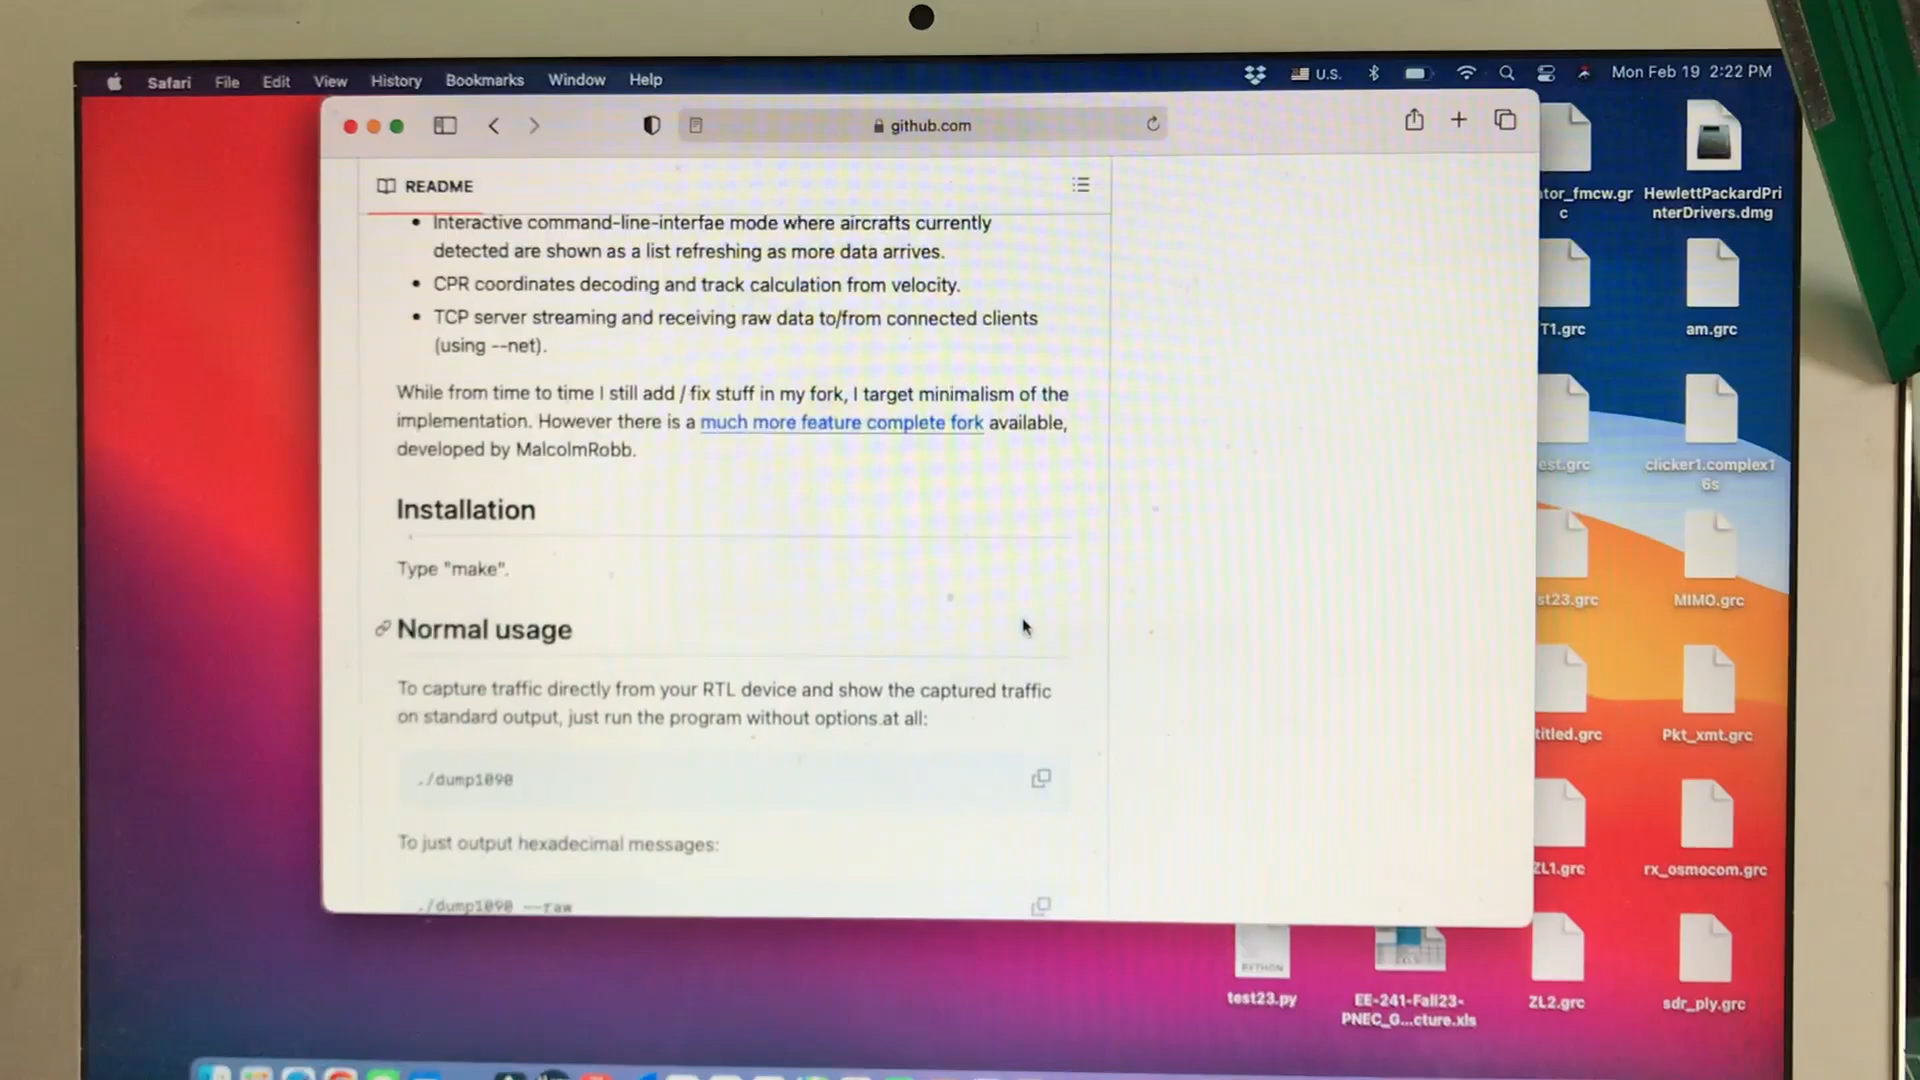 Safari File Edit View History Bookmarks Window Help
U.S. Mon Feb 19 2:22 PM
github.com
README
Interactive command-line-interfae mode where aircrafts currently
detected are shown as a list refreshing as more data arrives.
CPR coordinates decoding and track calculation from velocity.
TCP server streaming and receiving raw data to/from connected clients
(using --net).
While from time to time I still add / fix stuff in my fork, I target minimalism of the
implementation. However there is a much more feature complete fork available,
developed by MalcolmRobb.
Installation
Type "make".
Normal usage
To capture traffic directly from your RTL device and show the captured traffic
on standard output, just run the program without options at all:
./dump1090
To just output hexadecimal messages:
./dump1090 --raw
tor_fmcw.gr
c
HewlettPackardPri
nterDrivers.dmg
T1.grc
am.grc
est.grc
clicker1.complex1
6s
st23.grc
MIMO.grc
titled.grc
Pkt_xmt.grc
ZL1.grc
rx_osmocom.grc
PYTHON
test23.py
EE-241-Fall23-
PNEC_G...cture.xls
ZL2.grc
sdr_ply.grc